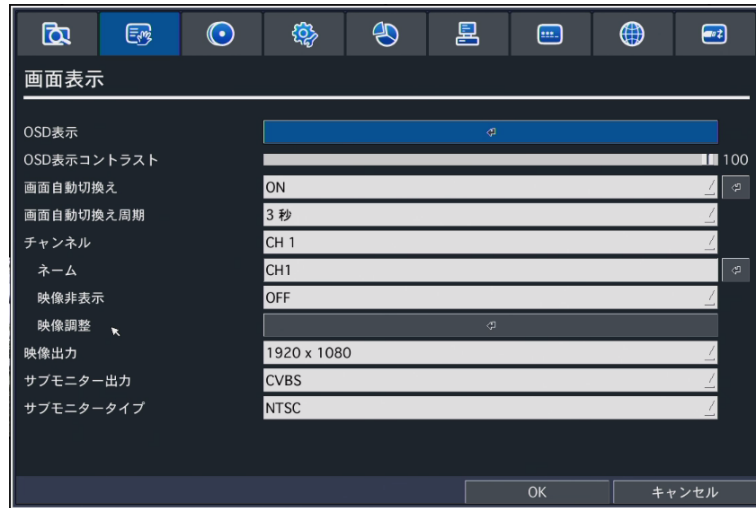 画面表示
OSD表示
OSD表示コントラスト 100
画面自動切換え ON
画面自動切換え周期 3 秒
チャンネル CH 1
ネーム CH1
映像非表示 OFF
映像調整
映像出力 1920 x 1080
サブモニター出力 CVBS
サブモニタータイプ NTSC
OK キャンセル